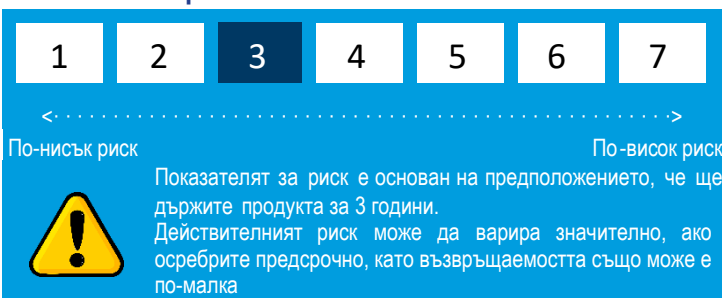 1 2 3 4 5 6 7
<· · · · · · · · · · · · · · · · · · · · · · · · · · · · · · · · · · · · · · · · · · · · · · · · · · · · · ·>
По-нисък риск По-висок риск
Показателят за риск е основан на предположението, че ще
държите продукта за 3 години.
Действителният риск може да варира значително, ако
осребрите предсрочно, като възвръщаемостта също може е
по-малка